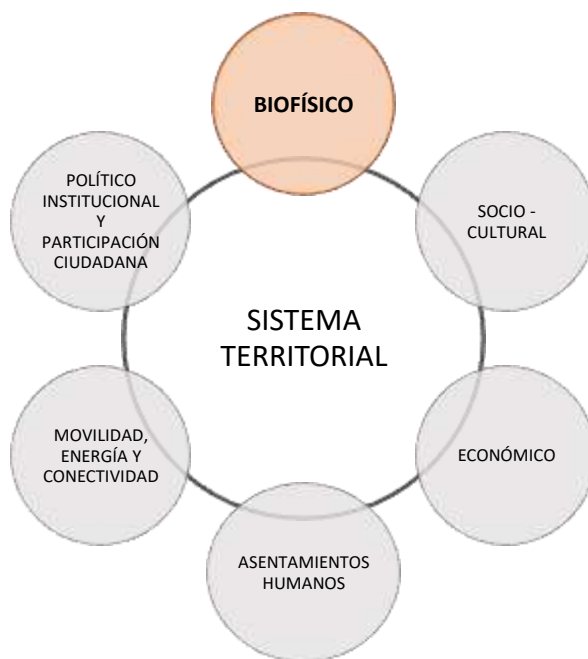 BIOFÍSICO
POLÍTICO
INSTITUCIONAL
Y
PARTICIPACIÓN
CIUDADANA
SOCIO -
CULTURAL
SISTEMA
TERRITORIAL
MOVILIDAD,
ENERGÍA Y
CONECTIVIDAD
ECONÓMICO
ASENTAMIENTOS
HUMANOS